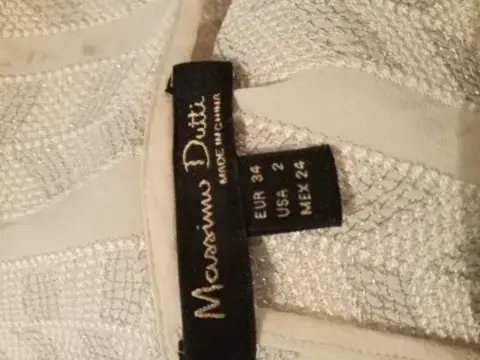 Massimo Dutti
MADE IN CHINA
EUR 34
USA 2
MEX 24